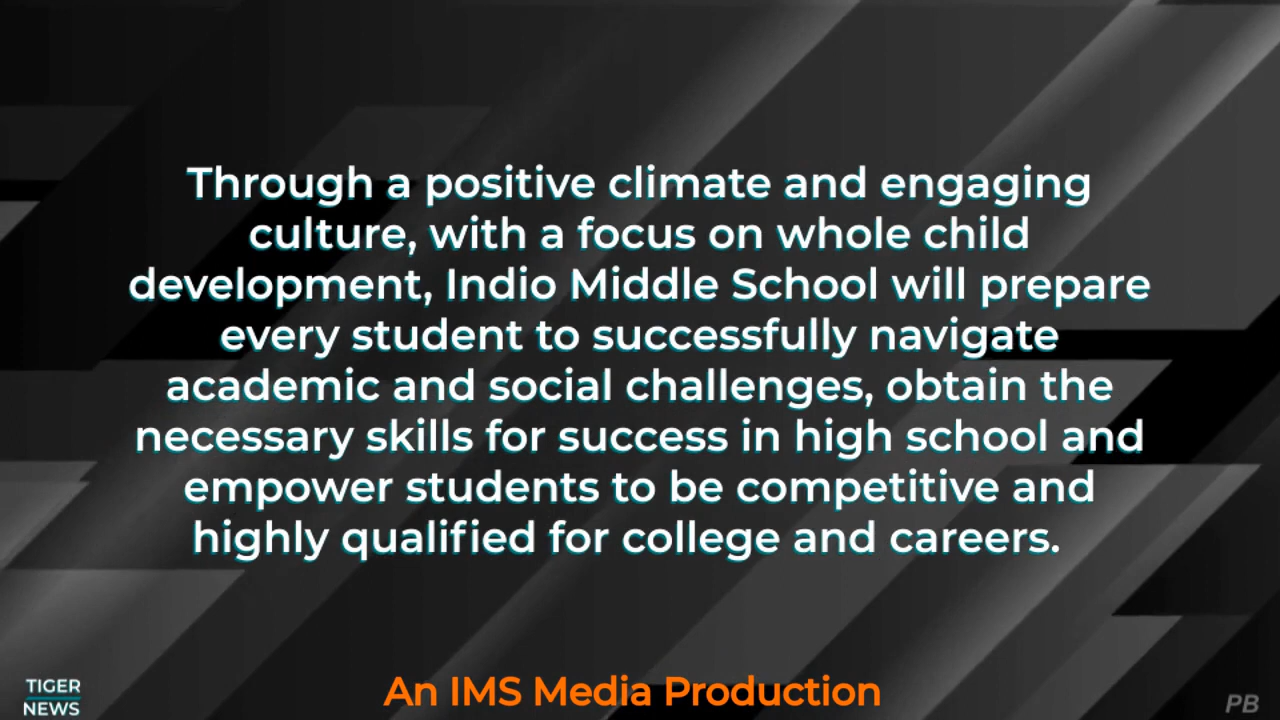 Through a positive climate and engaging
culture, with a focus on whole child
development, Indio Middle School will prepare
every student to successfully navigate
academic and social challenges, obtain the
necessary skills for success in high school and
empower students to be competitive and
highly qualified for college and careers.
An IMS Media Production
TIGER
NEWS
PB